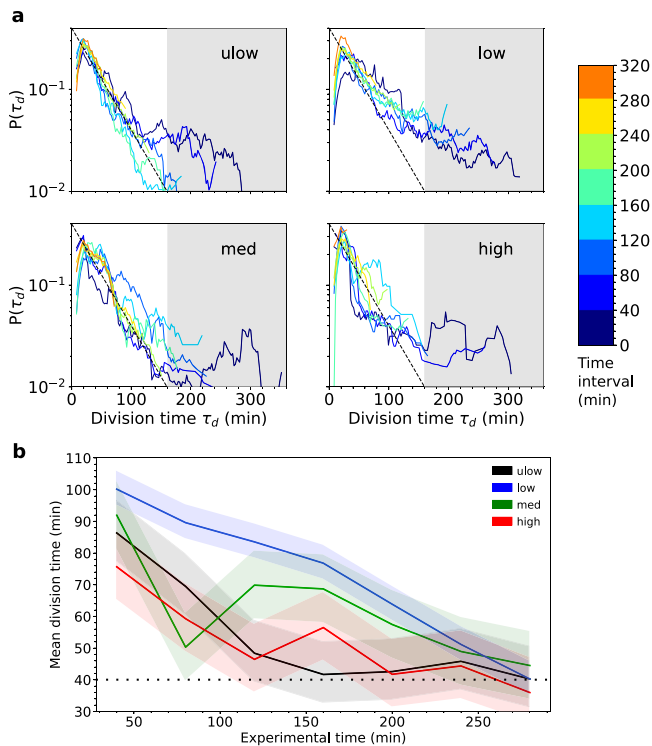 a
ulow
low
P(τd)
10−1
10−2
320
280
240
200
160
120
80
40
0
Time
interval
(min)
med
high
P(τd)
10−1
10−2
0 100 200 300
Division time τd (min)
0 100 200 300
Division time τd (min)
b
110
100
90
80
70
60
50
40
30
Mean division time (min)
ulow
low
med
high
50 100 150 200 250
Experimental time (min)